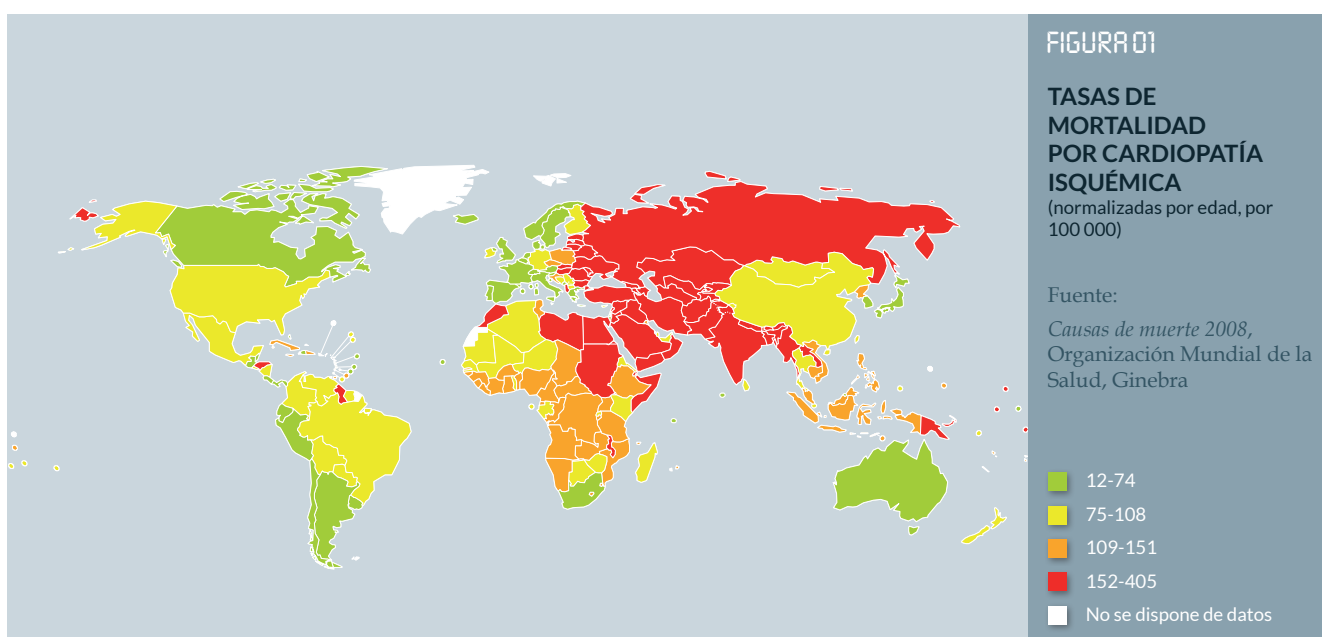 FIGURA 01
TASAS DE
MORTALIDAD
POR CARDIOPATÍA
ISQUÉMICA
(normalizadas por edad, por
100 000)
Fuente:
Causas de muerte 2008,
Organización Mundial de la
Salud, Ginebra
12-74
75-108
109-151
152-405
No se dispone de datos